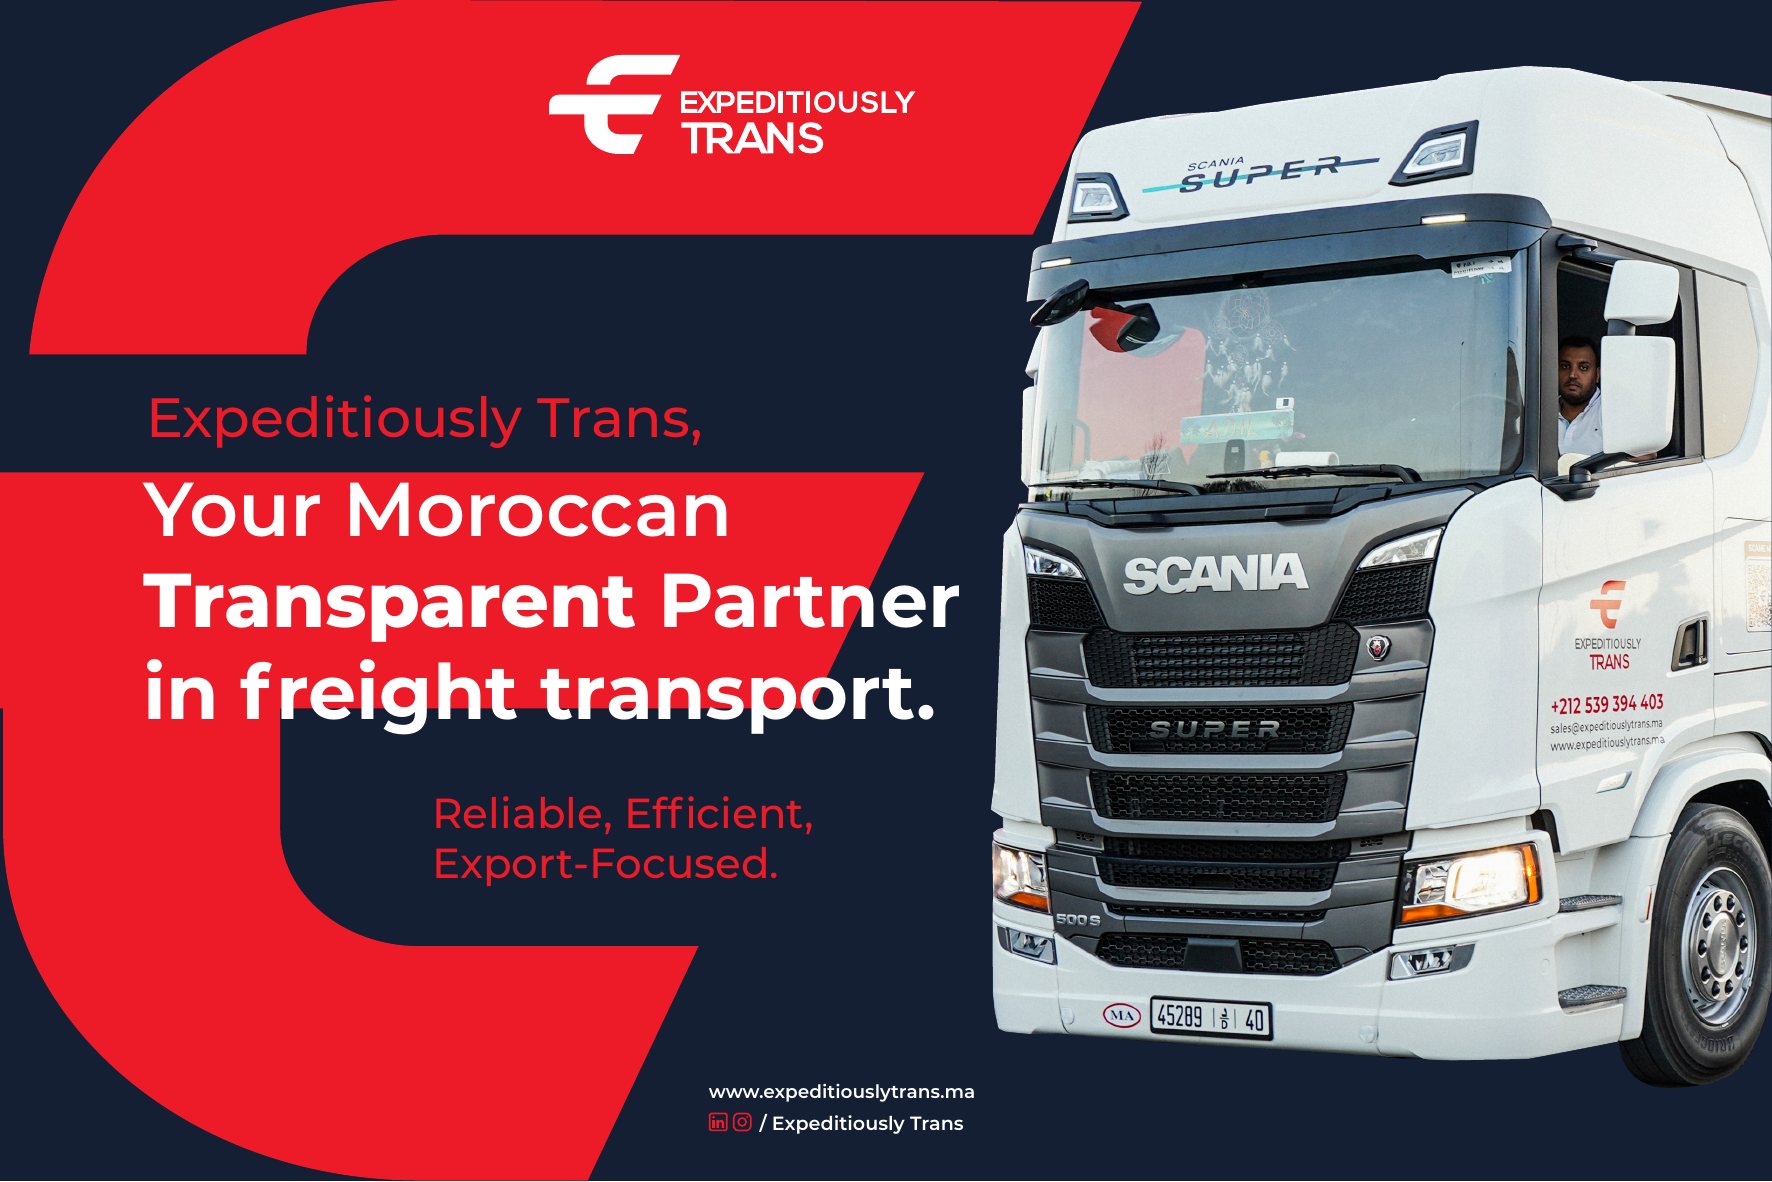 EXPEDITIOUSLY
TRANS
Expeditiously Trans,
Your Moroccan
Transparent Partner
in freight transport.
Reliable, Efficient,
Export-Focused.
www.expeditiouslytrans.ma
in / Expeditiously Trans
SCANIA
SUPER
SCANIA
SUPER
500 S
MA
45289 د D 40
EXPEDITIOUSLY
TRANS
+212 539 394 403
sales@expeditiouslytrans.ma
www.expeditiouslytrans.ma
SCANIA